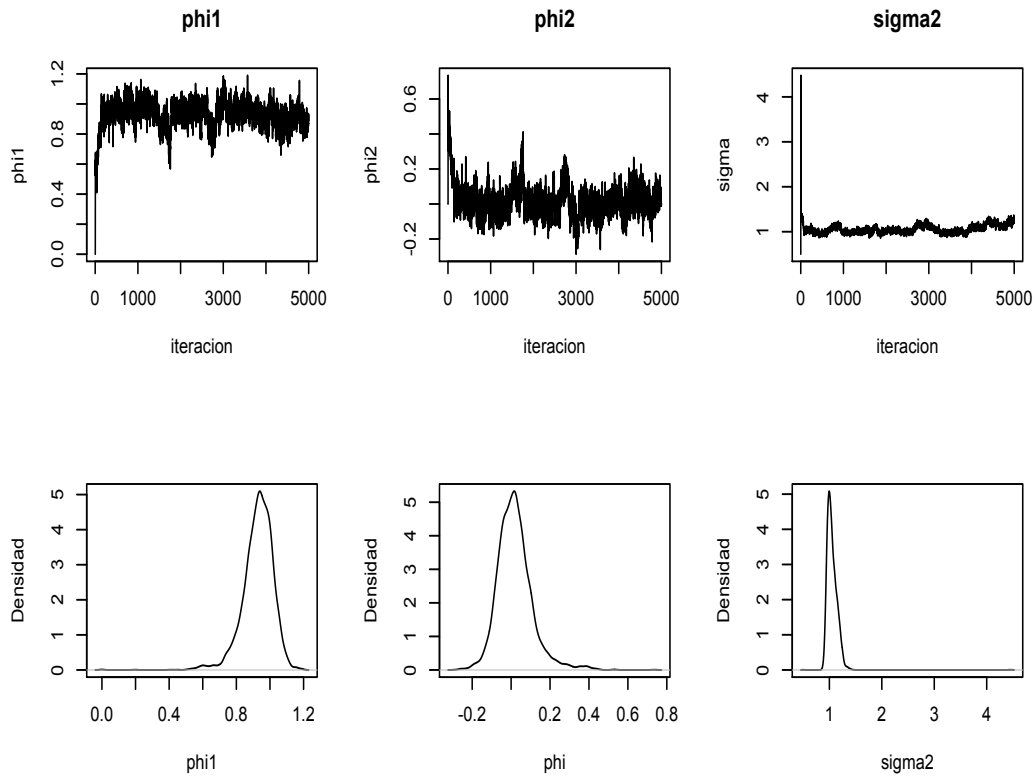 phi1
phi2
sigma2
phi1
0.0 0.4 0.8 1.2
0 1000 3000 5000
iteracion
phi2
-0.2 0.2 0.6
0 1000 3000 5000
iteracion
sigma
1 2 3 4
0 1000 3000 5000
iteracion
Densidad
0 1 2 3 4 5
0.0 0.4 0.8 1.2
phi1
Densidad
0 1 2 3 4 5
-0.2 0.2 0.4 0.6 0.8
phi
Densidad
0 1 2 3 4 5
1 2 3 4
sigma2